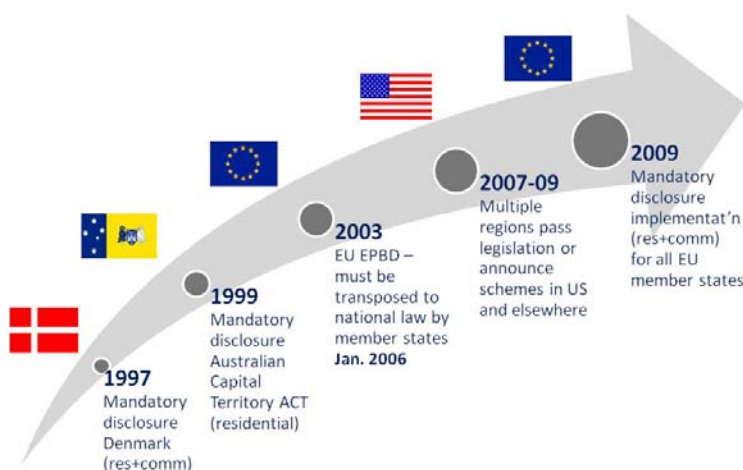 1997
Mandatory
disclosure
Denmark
(res+comm)
1999
Mandatory
disclosure
Australian
Capital
Territory ACT
(residential)
2003
EU EPBD –
must be
transposed to
national law by
member states
Jan. 2006
2007-09
Multiple
regions pass
legislation or
announce
schemes in US
and elsewhere
2009
Mandatory
disclosure
implementat'n
(res+comm)
for all EU
member states